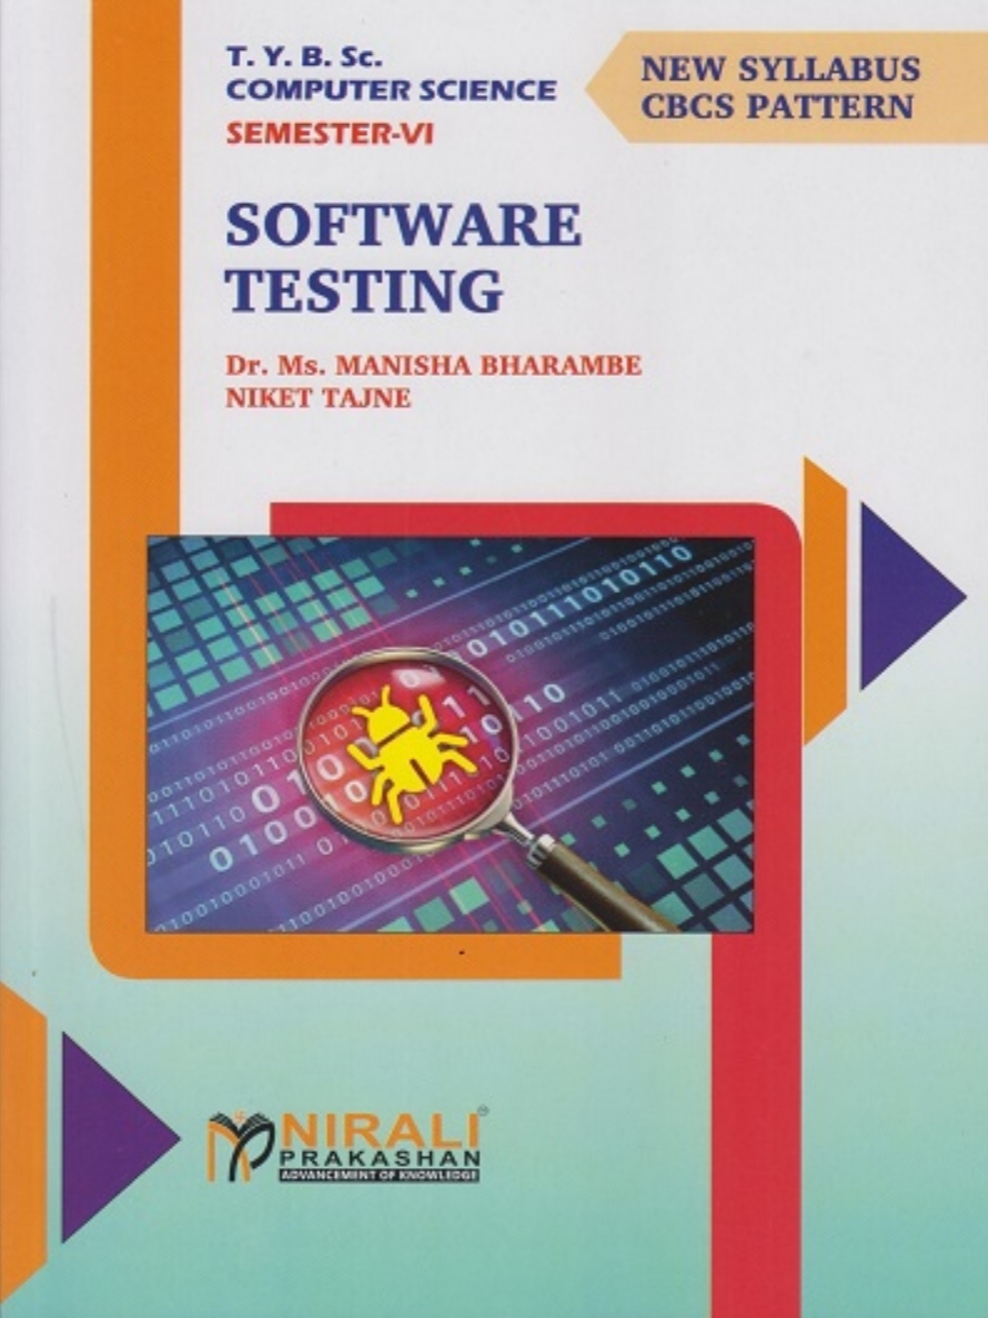 T. Y. B. Sc.
COMPUTER SCIENCE
SEMESTER-VI
NEW SYLLABUS
CBCS PATTERN
SOFTWARE
TESTING
Dr. Ms. MANISHA BHARAMBE
NIKET TAJNE
NIRALI
PRAKASHAN
ADVANCEMENT OF KNOWLEDGE